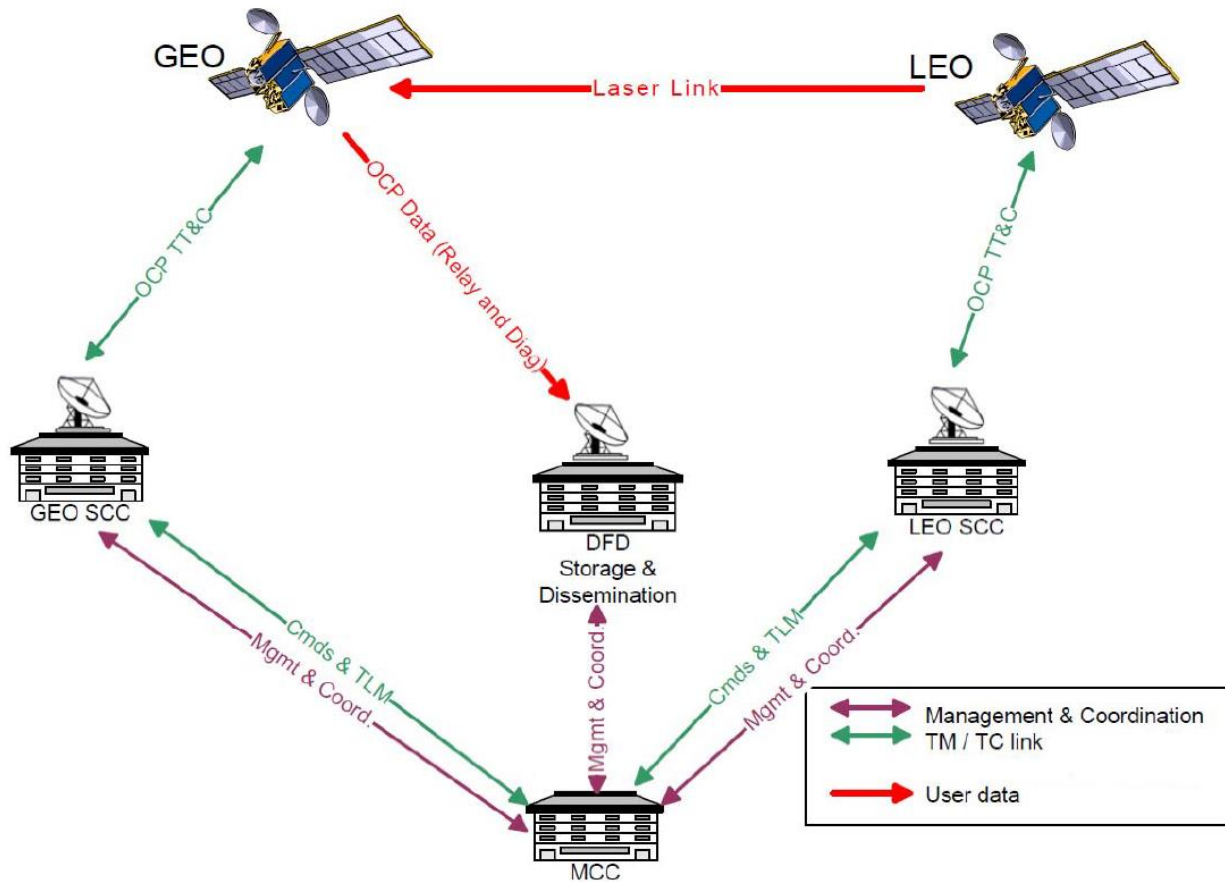 GEO
LEO
Laser Link
OCP TT&C
OCP Data (Relay and Diag)
OCP TT&C
GEO SCC
DFD
Storage &
Dissemination
LEO SCC
Cmds & TLM
Mgmt & Coord.
Mgmt & Coord.
Cmds & TLM
Mgmt & Coord.
Management & Coordination
TM / TC link
User data
MCC